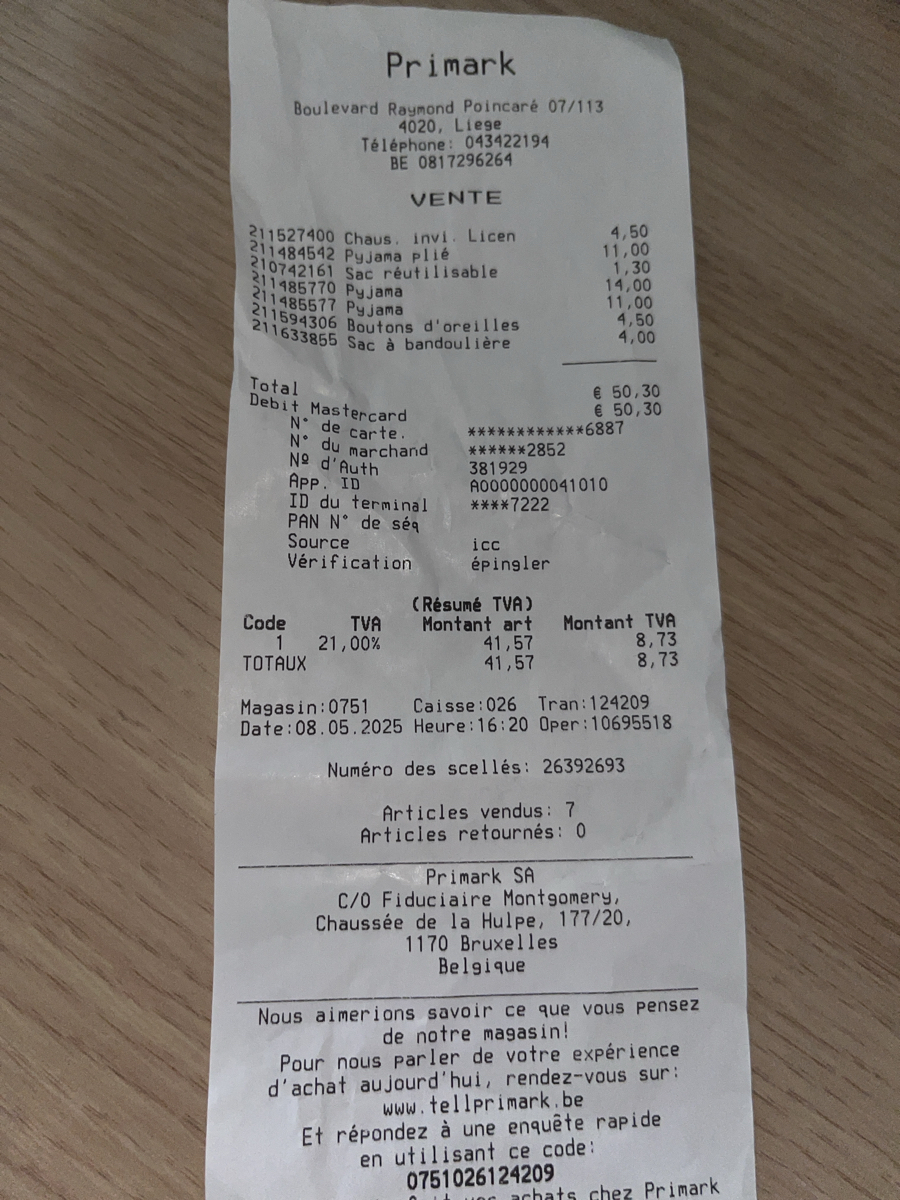 Primark
Boulevard Raymond Poincaré 07/113
4020, Liege
Téléphone: 043422194
BE 0817296264
VENTE
211527400 Chaus. invi. Licen 4,50
211484542 Pyjama plié 11,00
210742161 Sac réutilisable 1,30
211485770 Pyjama 14,00
211485577 Pyjama 11,00
211594306 Boutons d'oreilles 4,50
211633855 Sac à bandoulière 4,00
Total € 50,30
Debit Mastercard € 50,30
N° de carte. ************6887
N° du marchand ******2852
Nº d'Auth 381929
App. ID A0000000041010
ID du terminal ****7222
PAN N° de séq
Source icc
Vérification épingler
(Résumé TVA)
Code TVA Montant art Montant TVA
1 21,00% 41,57 8,73
TOTAUX 41,57 8,73
Magasin:0751 Caisse:026 Tran:124209
Date:08.05.2025 Heure:16:20 Oper:10695518
Numéro des scellés: 26392693
Articles vendus: 7
Articles retournés: 0
Primark SA
C/O Fiduciaire Montgomery,
Chaussée de la Hulpe, 177/20,
1170 Bruxelles
Belgique
Nous aimerions savoir ce que vous pensez
de notre magasin!
Pour nous parler de votre expérience
d'achat aujourd'hui, rendez-vous sur:
www.tellprimark.be
Et répondez à une enquête rapide
en utilisant ce code:
0751026124209
achats chez Primark